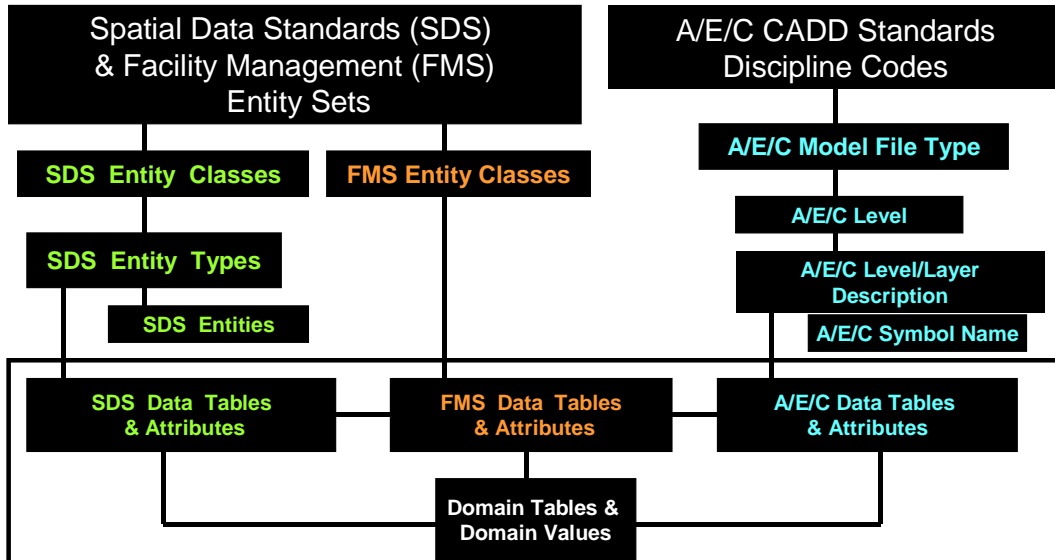 Spatial Data Standards (SDS)
& Facility Management (FMS)
Entity Sets
A/E/C CADD Standards
Discipline Codes
SDS Entity Classes
FMS Entity Classes
A/E/C Model File Type
A/E/C Level
SDS Entity Types
A/E/C Level/Layer
Description
SDS Entities
A/E/C Symbol Name
SDS Data Tables
& Attributes
FMS Data Tables
& Attributes
A/E/C Data Tables
& Attributes
Domain Tables &
Domain Values